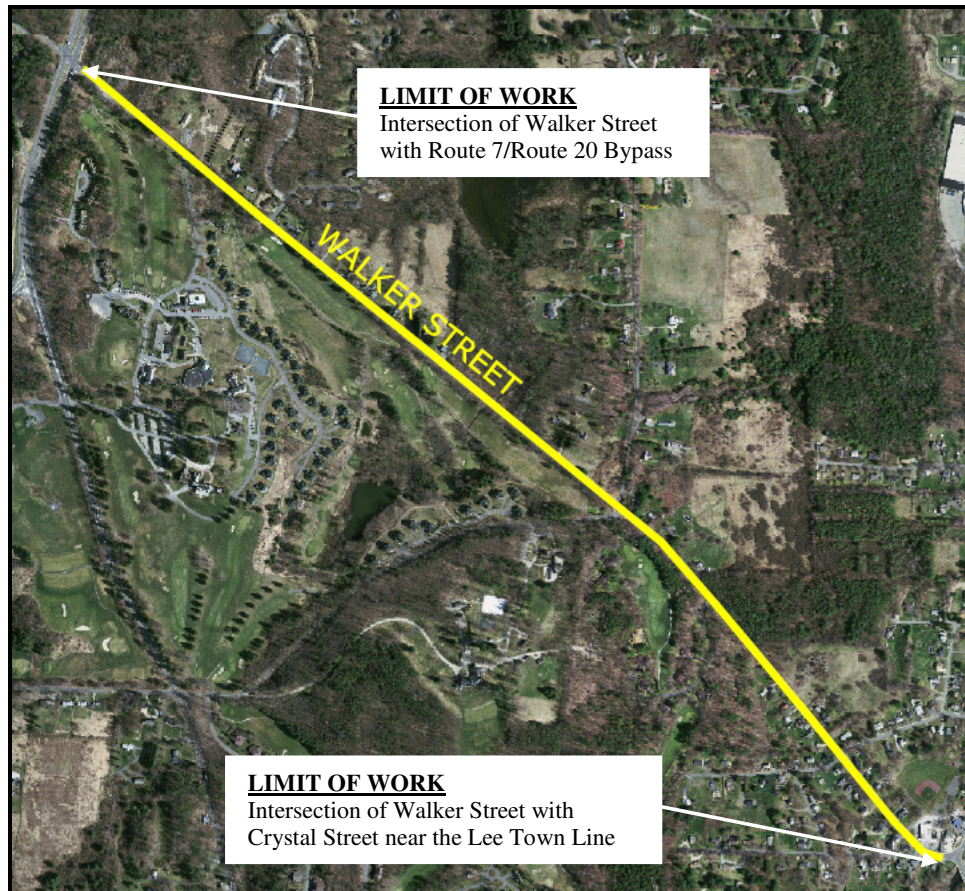 LIMIT OF WORK
Intersection of Walker Street
with Route 7/Route 20 Bypass
WALKER STREET
LIMIT OF WORK
Intersection of Walker Street with
Crystal Street near the Lee Town Line